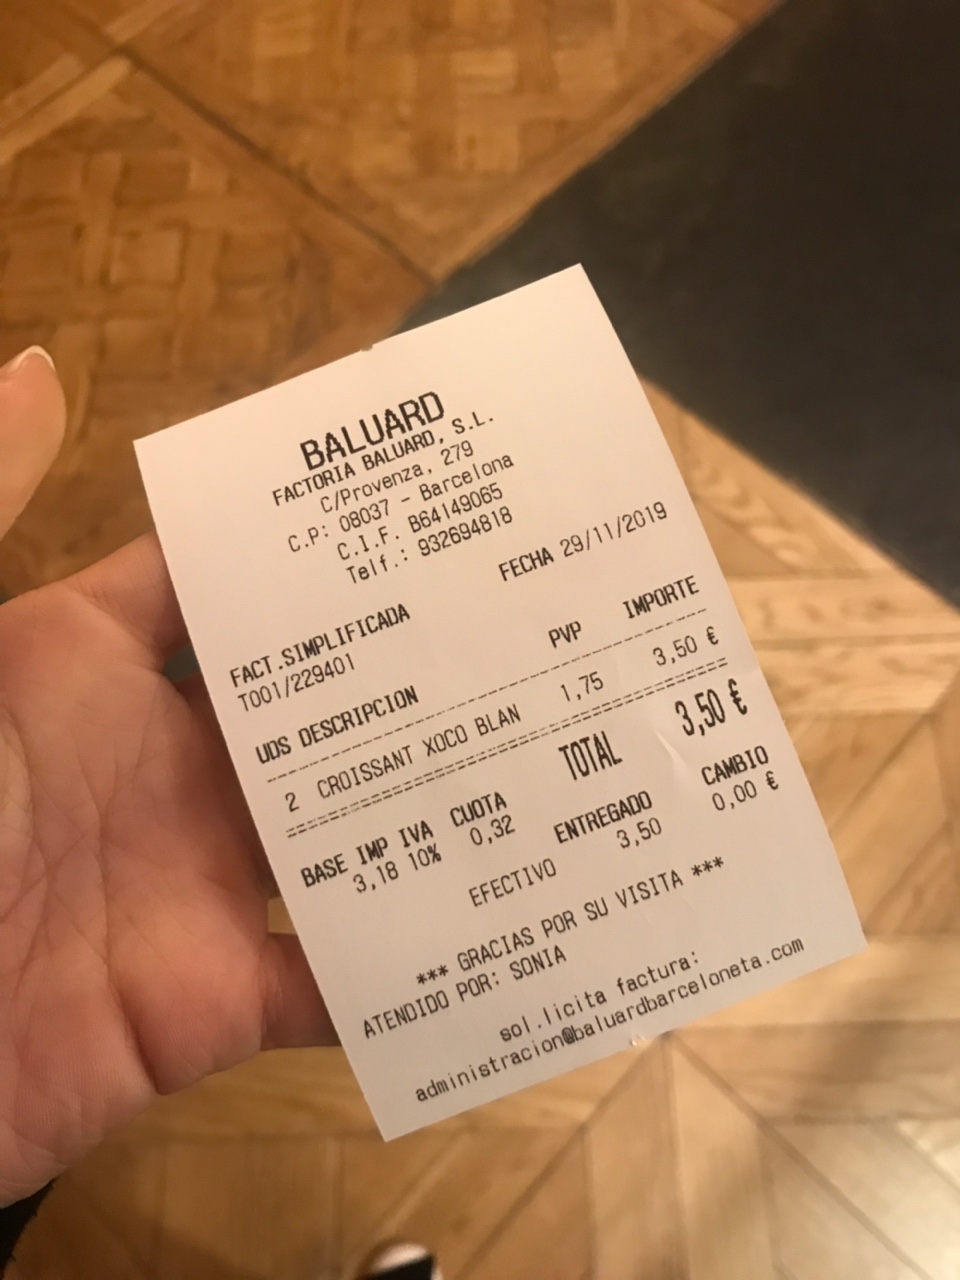 BALUARD
FACTORIA BALUARD, S.L.
C/Provenza, 279
C.P: 08037 - Barcelona
C.I.F. B64149065
Telf.: 932694818
FECHA 29/11/2019
FACT.SIMPLIFICADA
T001/229401
UDS DESCRIPCION PVP IMPORTE
2 CROISSANT XOCO BLAN 1,75 3,50 €
TOTAL 3,50 €
BASE IMP IVA CUOTA ENTREGADO CAMBIO
3,18 10% 0,32 3,50 0,00 €
EFECTIVO
*** GRACIAS POR SU VISITA ***
ATENDIDO POR: SONIA
sol.licita factura:
administracion@baluardbarceloneta.com